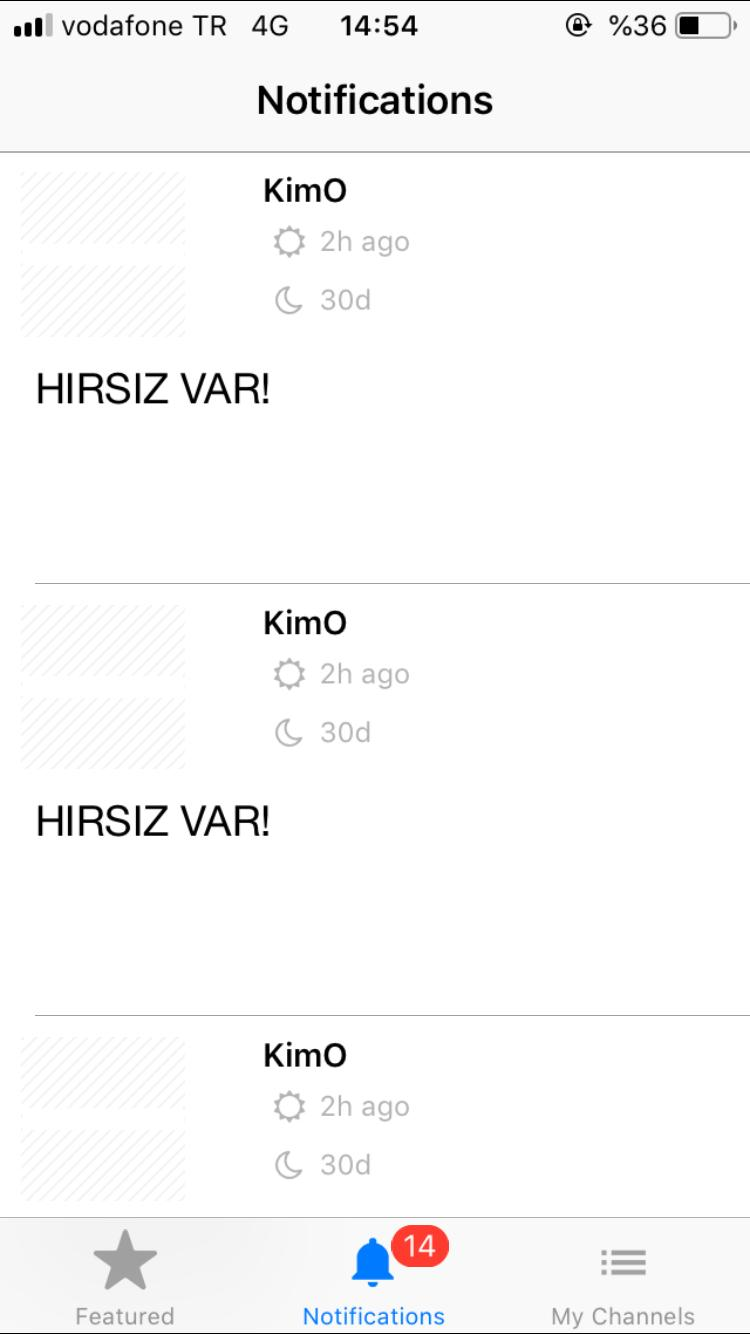 vodafone TR 4G 14:54 %36
Notifications
KimO
2h ago
30d
HIRSIZ VAR!
KimO
2h ago
30d
HIRSIZ VAR!
KimO
2h ago
30d
14
Featured Notifications My Channels